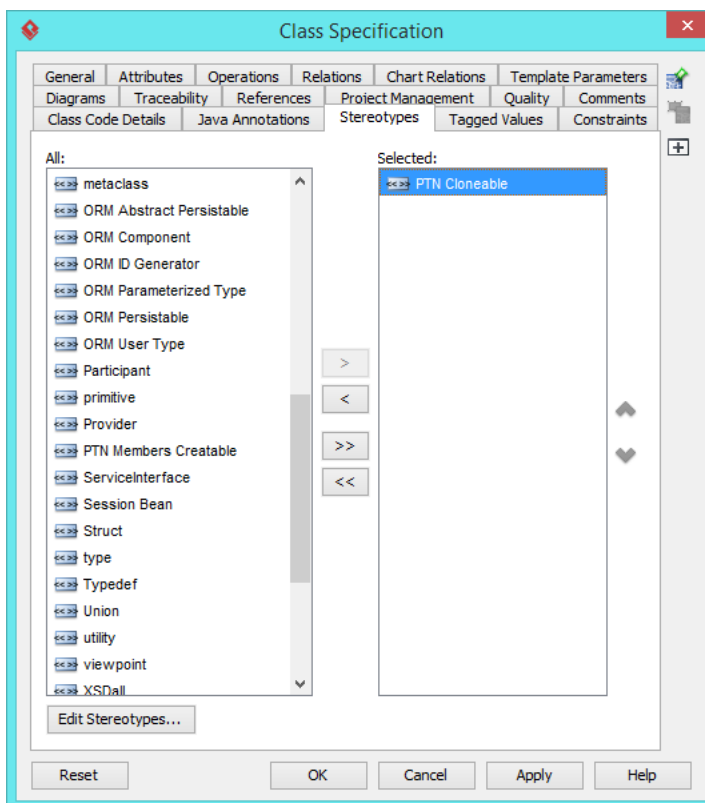 Class Specification
General Attributes Operations Relations Chart Relations Template Parameters
Diagrams Traceability References Project Management Quality Comments
Class Code Details Java Annotations Stereotypes Tagged Values Constraints
All: Selected:
<<>> metaclass <<>> PTN Cloneable
<<>> ORM Abstract Persistable
<<>> ORM Component
<<>> ORM ID Generator
<<>> ORM Parameterized Type
<<>> ORM Persistable
<<>> ORM User Type
<<>> Participant
>
<<>> primitive
<
<<>> Provider
<<>> PTN Members Creatable
>>
<<>> ServiceInterface
<<
<<>> Session Bean
<<>> Struct
<<>> type
<<>> Typedef
<<>> Union
<<>> utility
<<>> viewpoint
<<>> XSDall
Edit Stereotypes...
Reset OK Cancel Apply Help